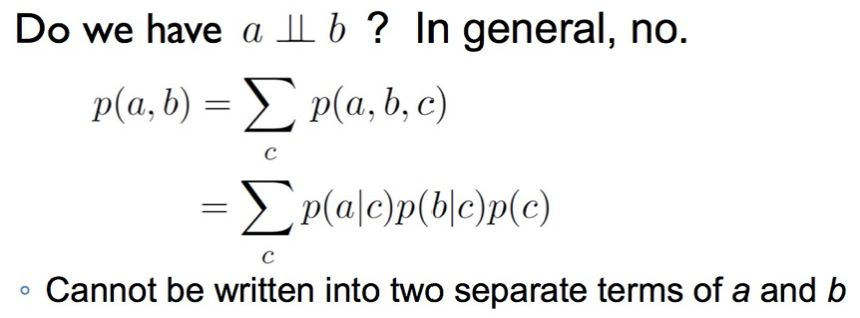 Do we have a ⫫ b ? In general, no.
p(a, b) = ∑_c p(a, b, c)
= ∑_c p(a|c)p(b|c)p(c)
◦ Cannot be written into two separate terms of a and b